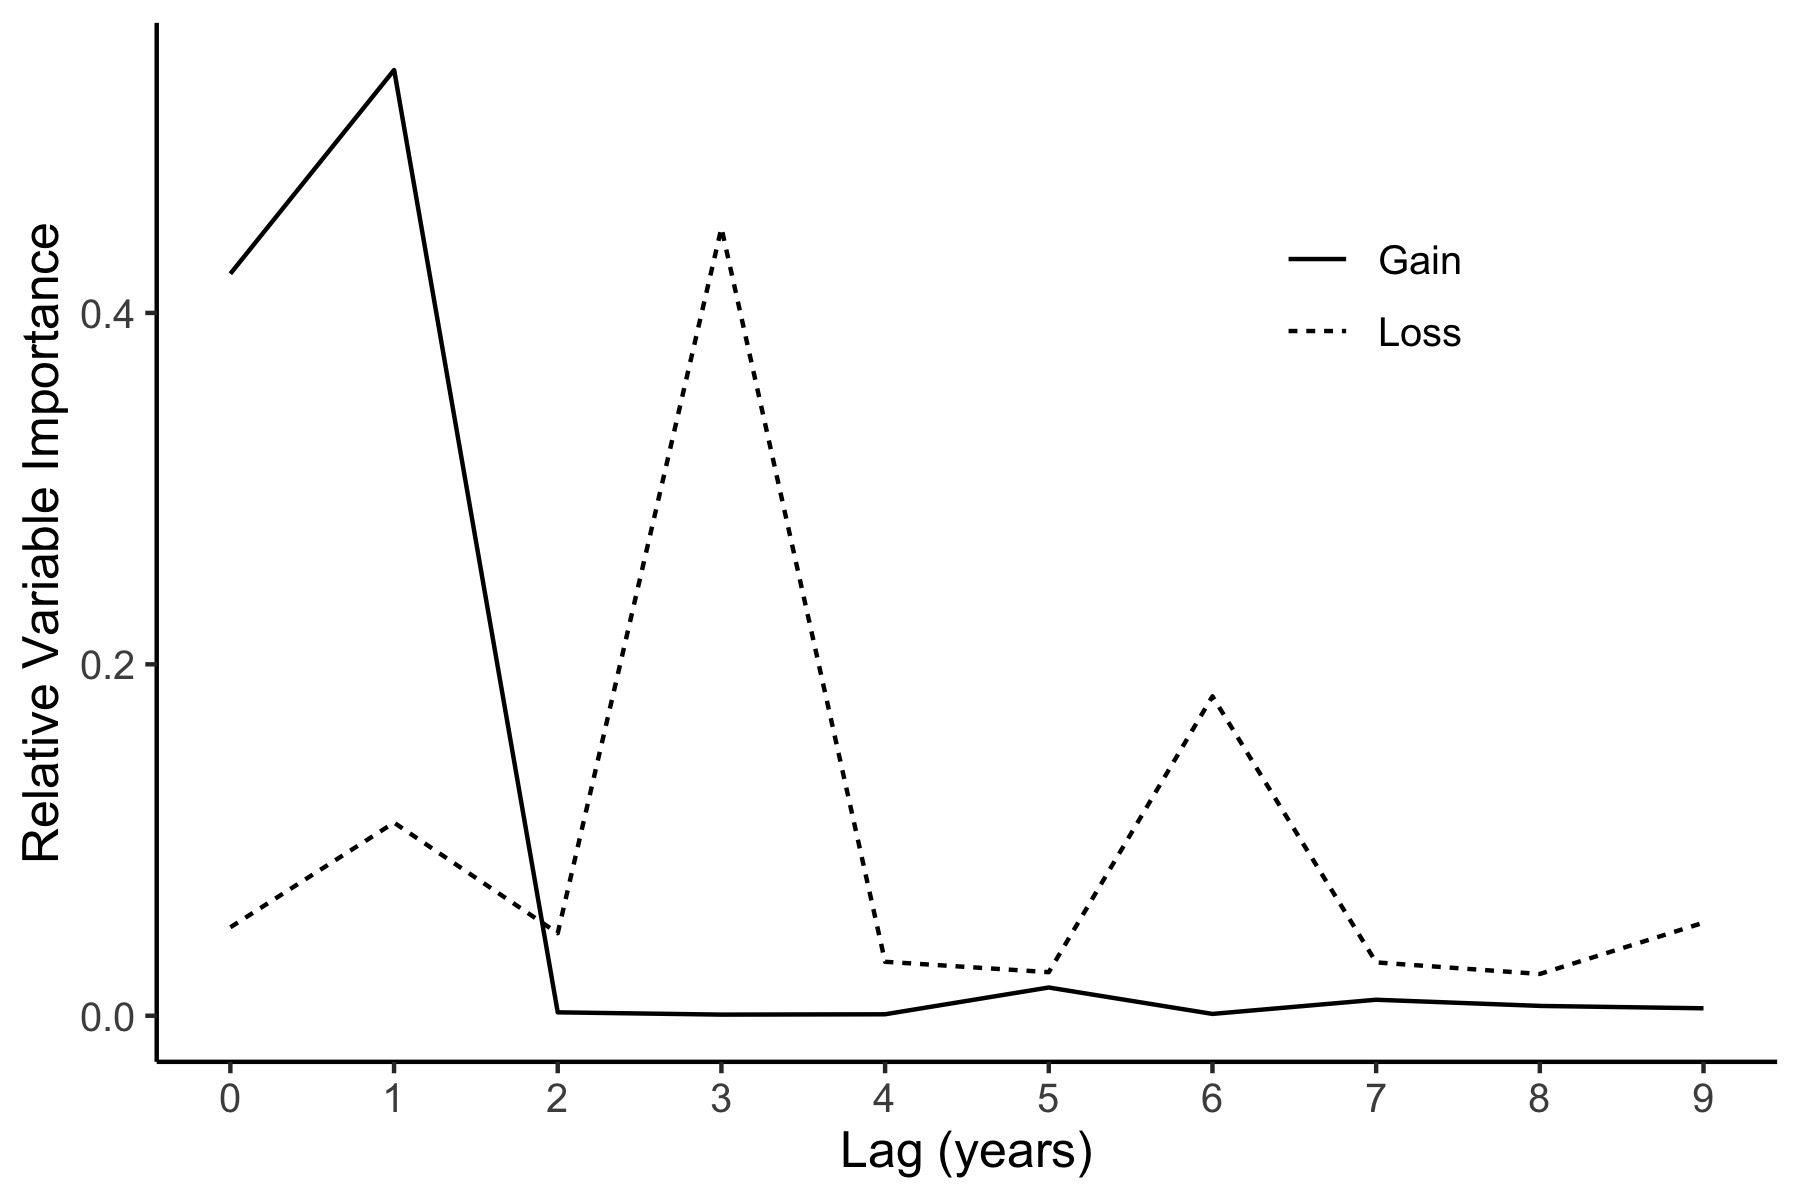 Relative Variable Importance
0.4
0.2
0.0
Gain
Loss
0 1 2 3 4 5 6 7 8 9
Lag (years)